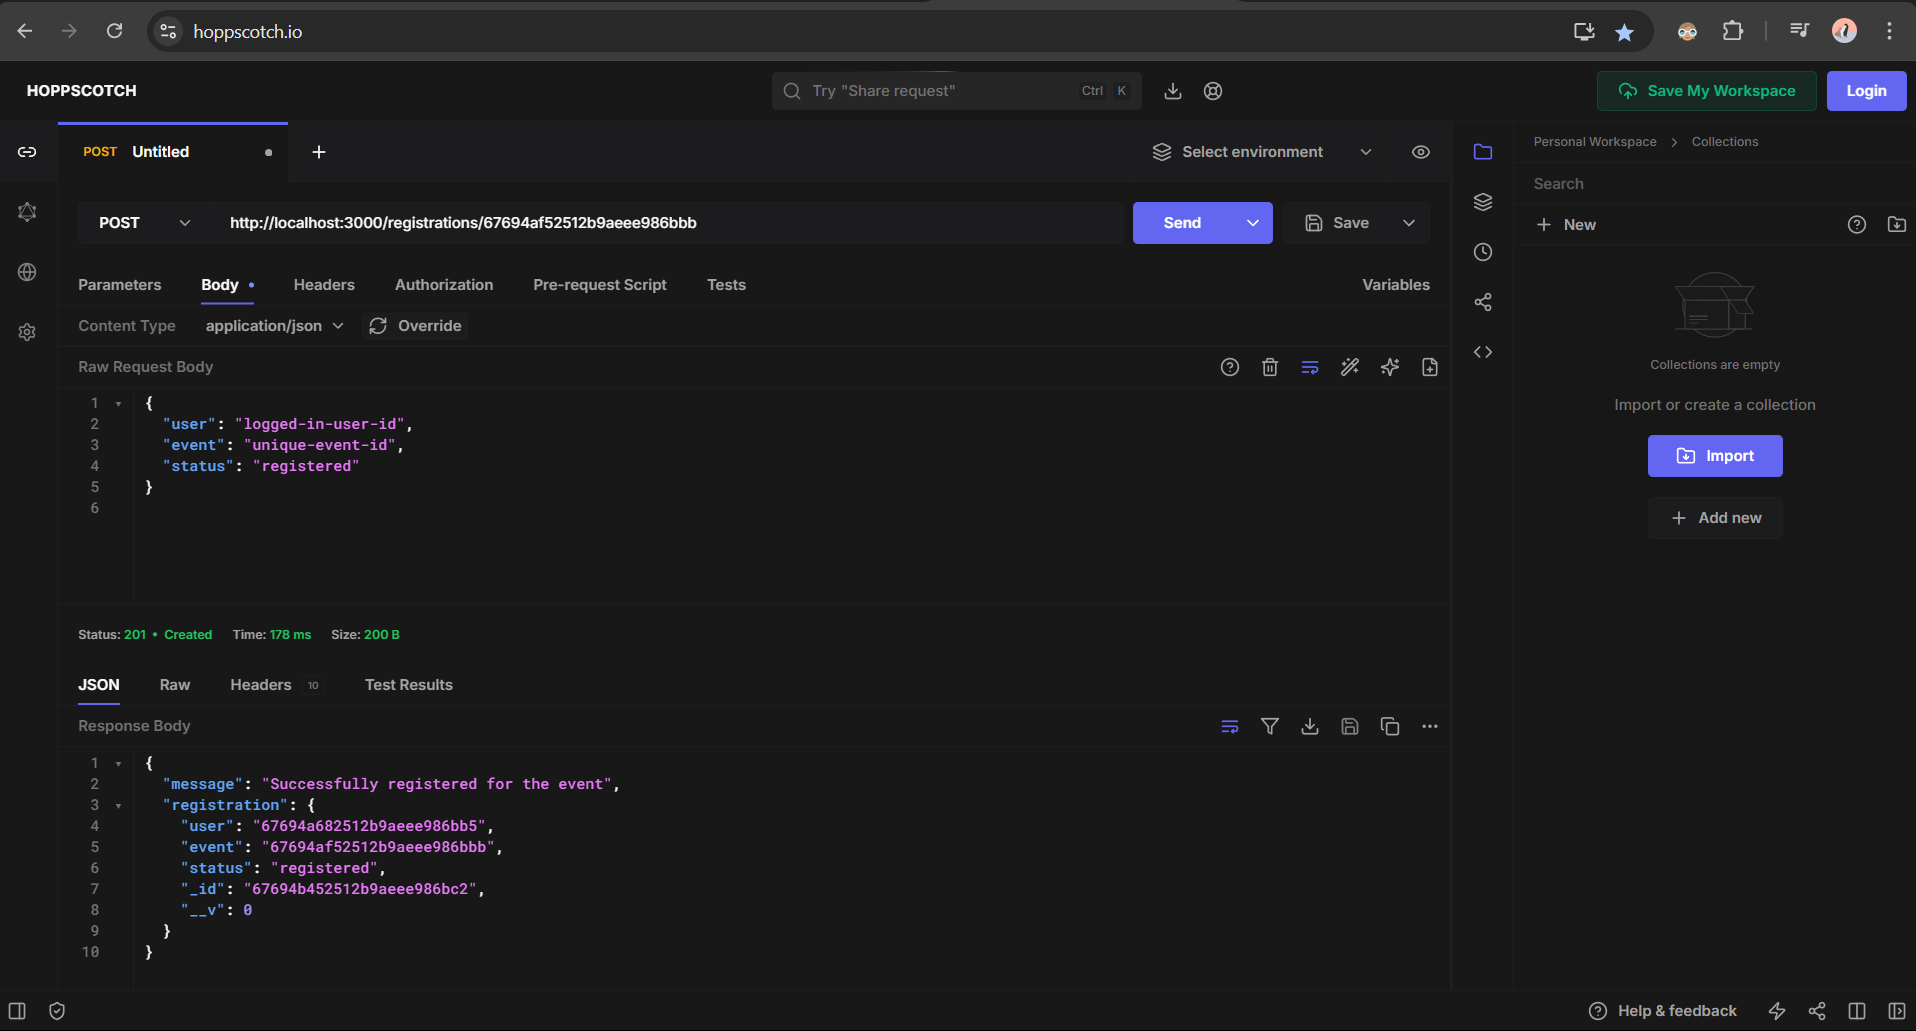 hoppscotch.io
HOPPSCOTCH
Try "Share request"
Ctrl K
Save My Workspace
Login
POST Untitled
Select environment
Personal Workspace > Collections
Search
POST
http://localhost:3000/registrations/67694af52512b9aeee986bbb
Send
Save
New
Parameters
Body
Headers
Authorization
Pre-request Script
Tests
Variables
Content Type application/json Override
Raw Request Body
1 {
2 "user": "logged-in-user-id",
3 "event": "unique-event-id",
4 "status": "registered"
5 }
6
Collections are empty
Import or create a collection
Import
Add new
Status: 201 • Created Time: 178 ms Size: 200 B
JSON
Raw
Headers 10
Test Results
Response Body
1 {
2 "message": "Successfully registered for the event",
3 "registration": {
4 "user": "67694a682512b9aeee986bb5",
5 "event": "67694af52512b9aeee986bbb",
6 "status": "registered",
7 "_id": "67694b452512b9aeee986bc2",
8 "__v": 0
9 }
10 }
Help & feedback